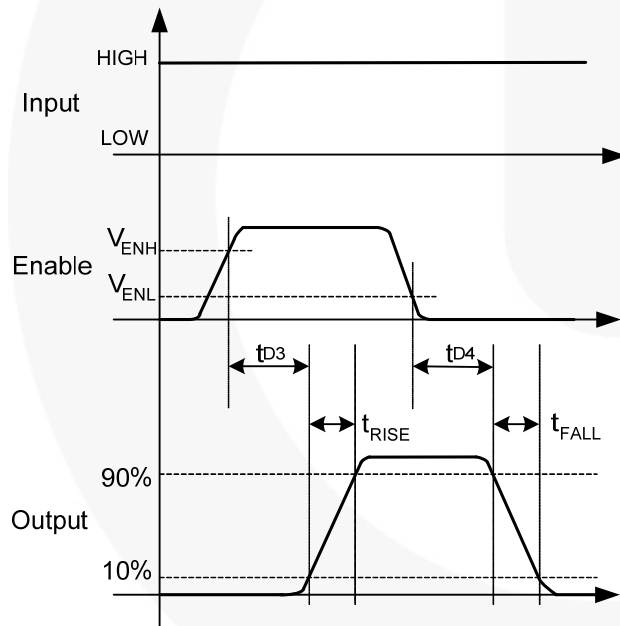 HIGH
Input
LOW
VENH
Enable
VENL
tD3
tD4
tRISE
tFALL
90%
Output
10%